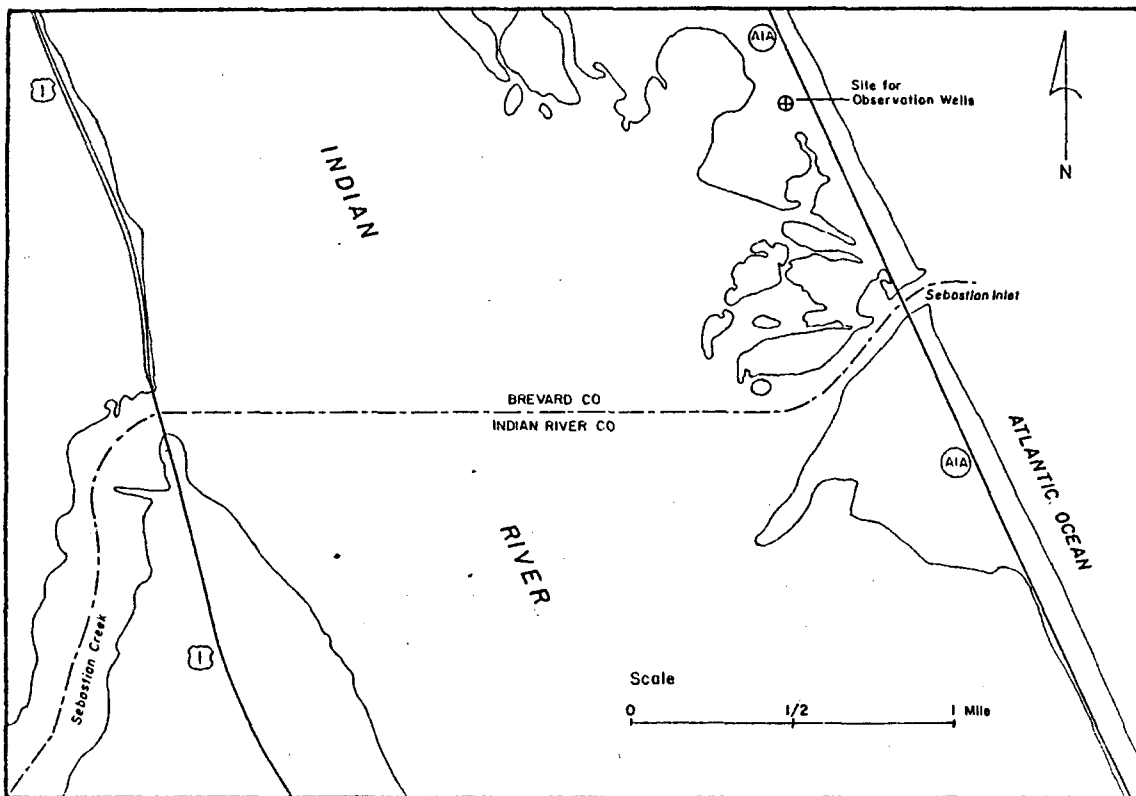 A1A
1
Site for
Observation Wells
N
INDIAN
Sebastian Inlet
BREVARD CO
INDIAN RIVER CO
A1A
ATLANTIC OCEAN
RIVER
Sebastian Creek
1
Scale
0 1/2 1 Mile